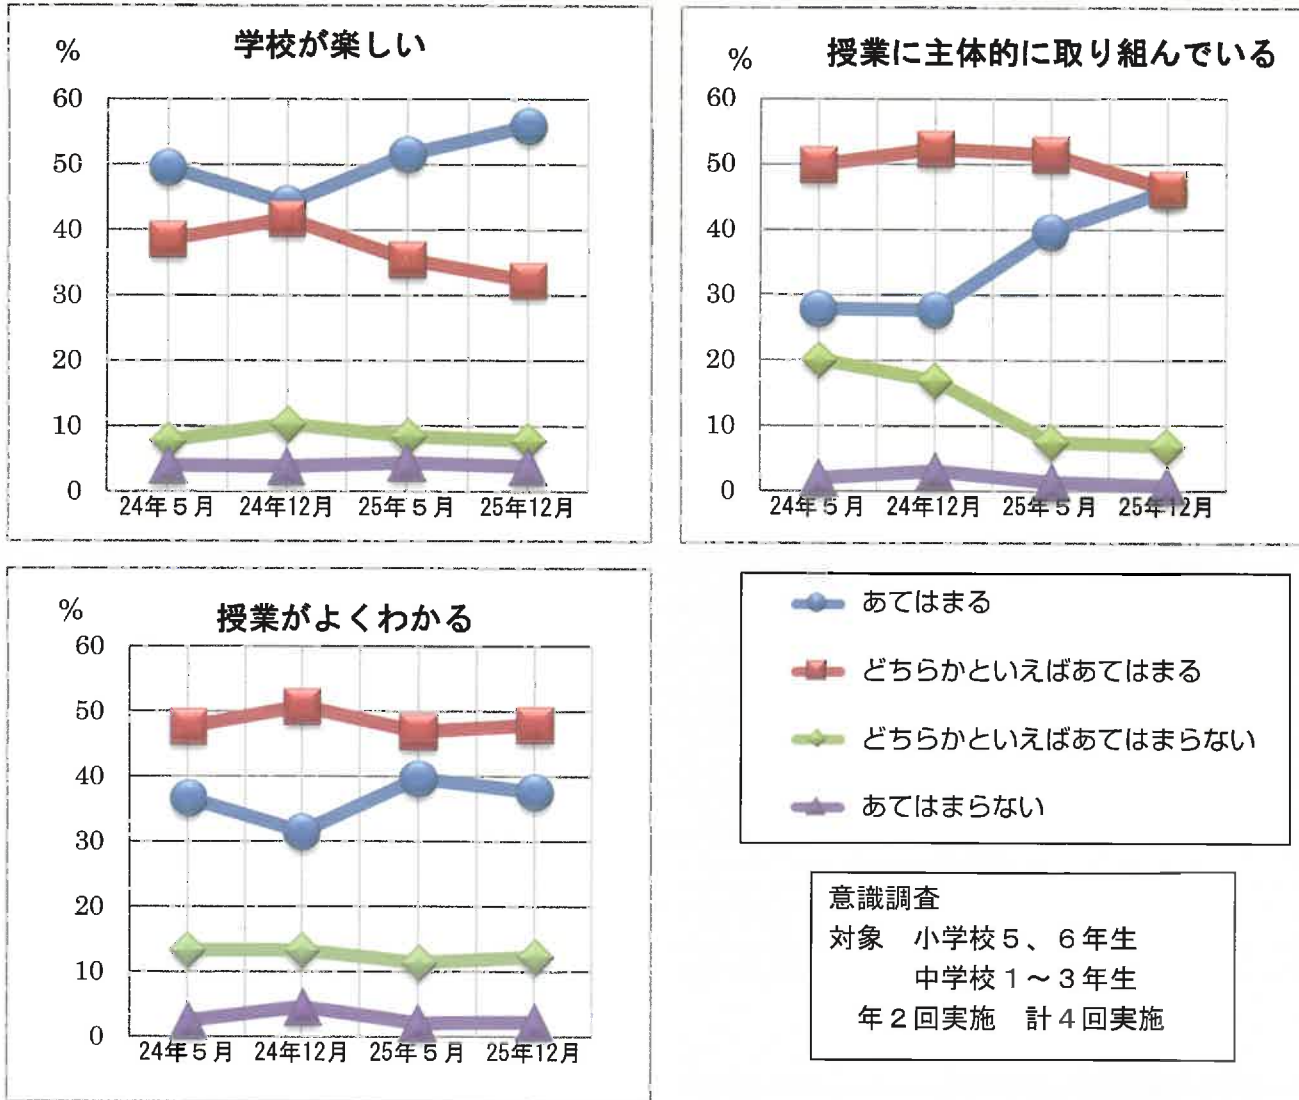 学校が楽しい
%
60
50
40
30
20
10
0
24年５月 24年12月 25年５月 25年12月
授業に主体的に取り組んでいる
%
60
50
40
30
20
10
0
24年５月 24年12月 25年５月 25年12月
授業がよくわかる
%
60
50
40
30
20
10
0
24年５月 24年12月 25年５月 25年12月
あてはまる
どちらかといえばあてはまる
どちらかといえばあてはまらない
あてはまらない
意識調査
対象　小学校５、６年生
中学校１～３年生
年２回実施　計４回実施